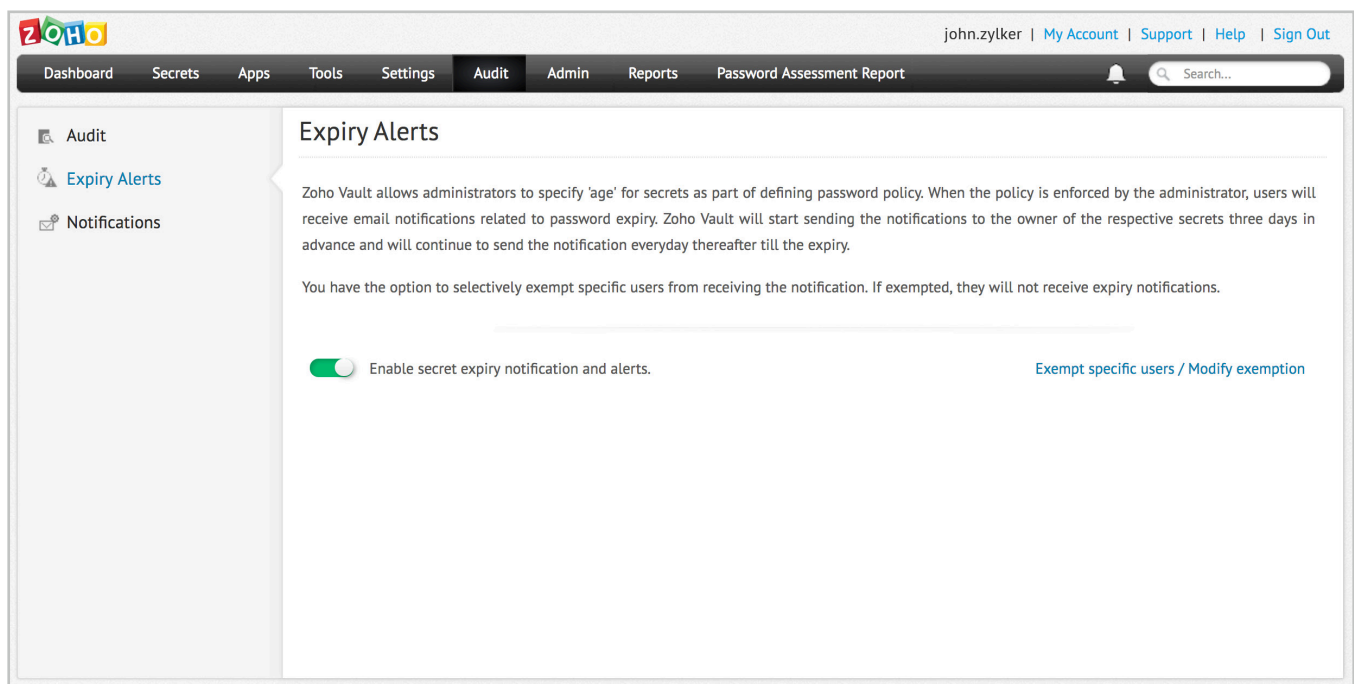 ZOHO
john.zylker | My Account | Support | Help | Sign Out
Dashboard Secrets Apps Tools Settings Audit Admin Reports Password Assessment Report Search...
Audit
Expiry Alerts
Notifications
Expiry Alerts
Zoho Vault allows administrators to specify 'age' for secrets as part of defining password policy. When the policy is enforced by the administrator, users will
receive email notifications related to password expiry. Zoho Vault will start sending the notifications to the owner of the respective secrets three days in
advance and will continue to send the notification everyday thereafter till the expiry.
You have the option to selectively exempt specific users from receiving the notification. If exempted, they will not receive expiry notifications.
Enable secret expiry notification and alerts. Exempt specific users / Modify exemption